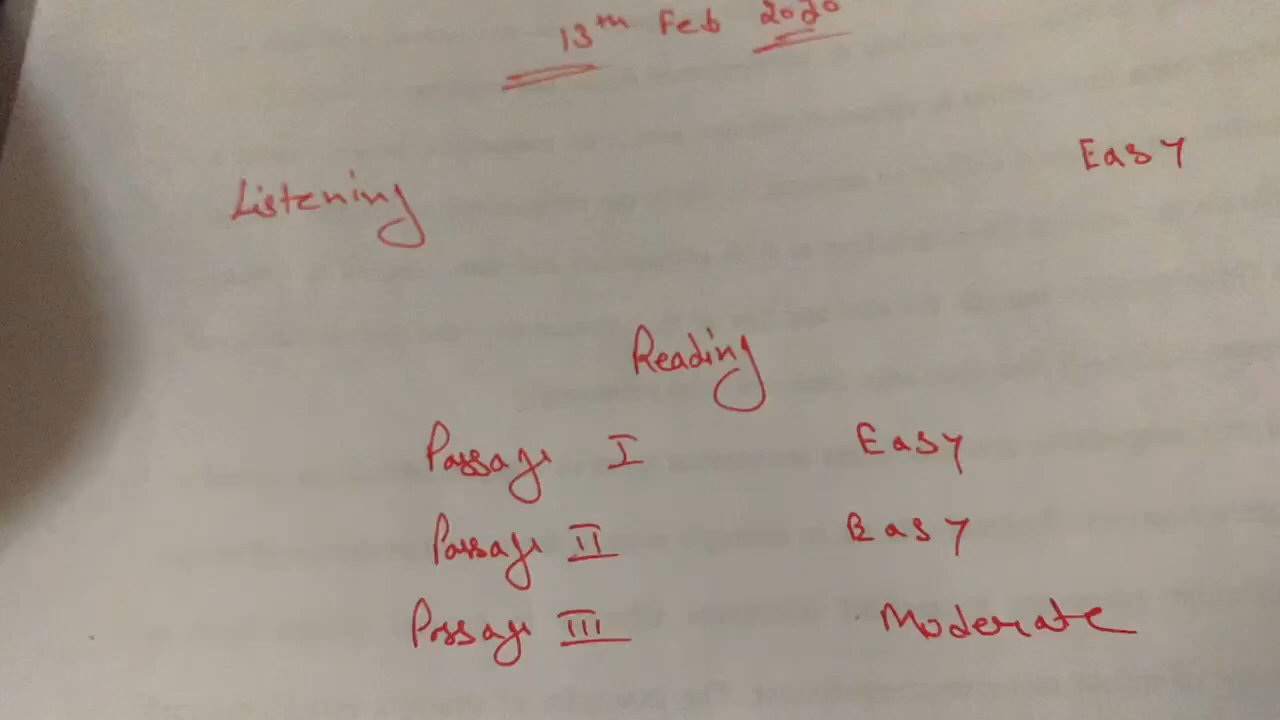 13th Feb 2020
Listening Easy
Reading
Passage I Easy
Passage II Easy
Passage III Moderate